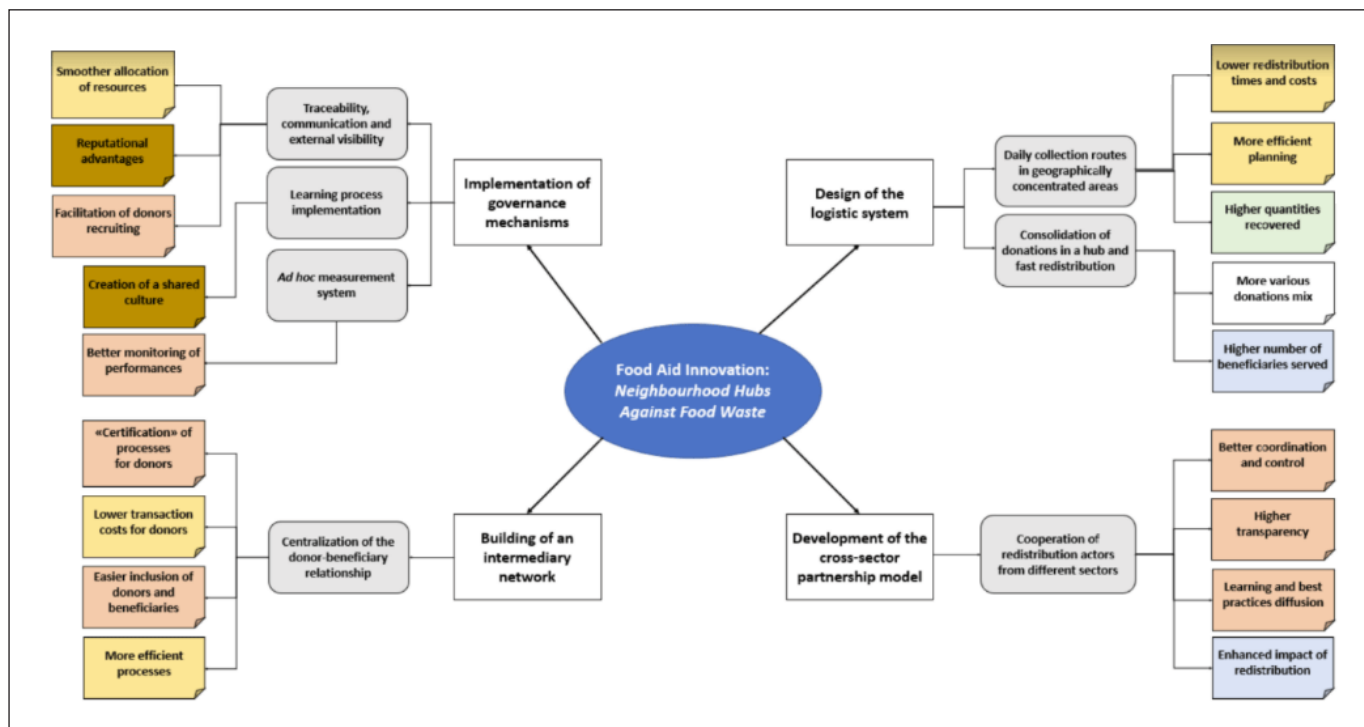 Smoother allocation
of resources
Reputational
advantages
Facilitation of donors
recruiting
Creation of a shared
culture
Better monitoring of
performances
Traceability,
communication and
external visibility
Learning process
implementation
Ad hoc measurement
system
Implementation of
governance
mechanisms
Design of the
logistic system
Daily collection routes
in geographically
concentrated areas
Consolidation of
donations in a hub and
fast redistribution
Lower redistribution
times and costs
More efficient
planning
Higher quantities
recovered
More various
donations mix
Higher number of
beneficiaries served
Food Aid Innovation:
Neighbourhood Hubs
Against Food Waste
«Certification» of
processes
for donors
Lower transaction
costs for donors
Easier inclusion of
donors and
beneficiaries
More efficient
processes
Centralization of the
donor-beneficiary
relationship
Building of an
intermediary
network
Development of the
cross-sector
partnership model
Cooperation of
redistribution actors
from different sectors
Better coordination
and control
Higher
transparency
Learning and best
practices diffusion
Enhanced impact of
redistribution